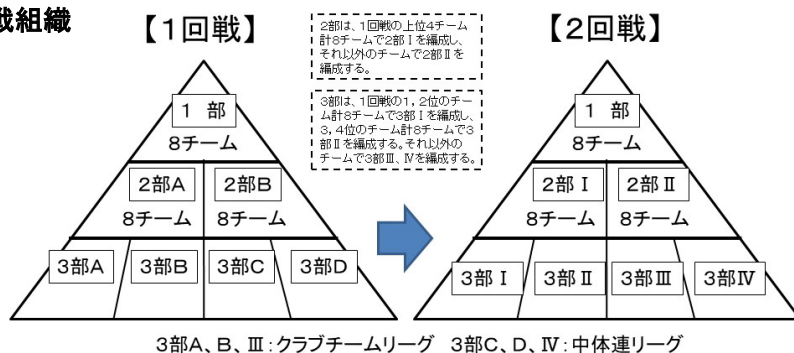 戦組織
【1回戦】
2部は、1回戦の上位4チーム
計8チームで2部Ⅰを編成し、
それ以外のチームで2部Ⅱを
編成する。
3部は、1回戦の1，2位のチー
ム計8チームで3部Ⅰを編成し、
3，4位のチーム計8チームで3
部Ⅱを編成する。それ以外の
チームで3部Ⅲ、Ⅳを編成する。
【2回戦】
1 部
8チーム
2部A 2部B
8チーム 8チーム
3部A 3部B 3部C 3部D
1 部
8チーム
2部Ⅰ 2部Ⅱ
8チーム 8チーム
3部Ⅰ 3部Ⅱ 3部Ⅲ 3部Ⅳ
3部A、B、Ⅲ：クラブチームリーグ 3部C、D、Ⅳ：中体連リーグ